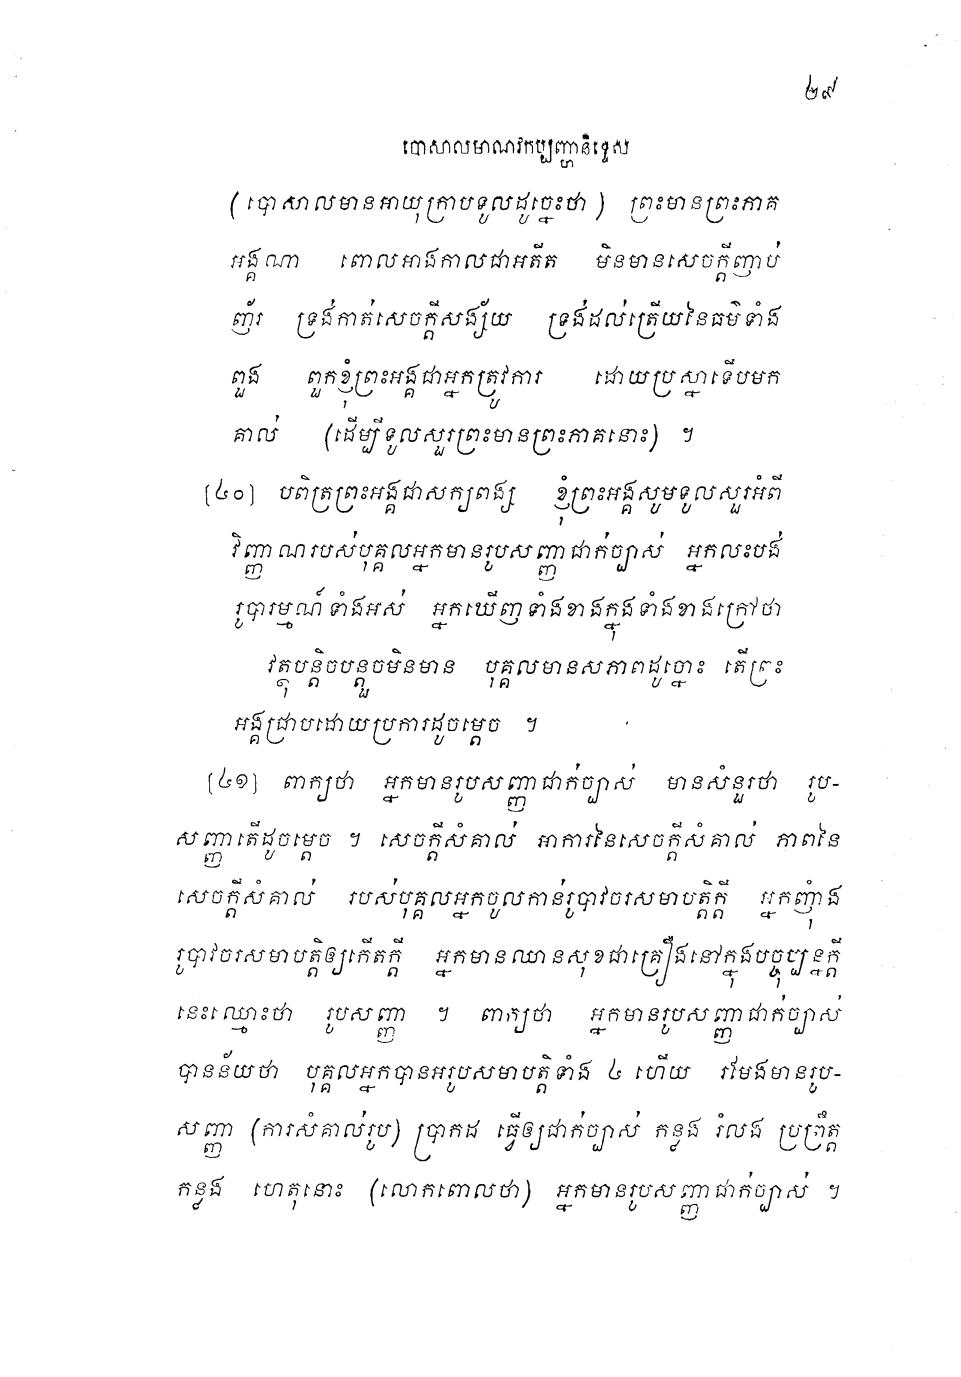 ២៩
បោសាលមាណវកប្បញ្ហានិទ្ទេស
(បោសាលមានអាយុក្រាបទូលដូច្នេះថា) ព្រះមានព្រះភាគ
អង្គណា ពោលអាងកាលជាអតីត មិនមានសេចក្តីញាប់
ញ័រ ទ្រង់កាត់សេចក្តីសង្ស័យ ទ្រង់ដល់ត្រើយនៃធម៌ទាំង
ពួង ពួកខ្ញុំព្រះអង្គជាអ្នកត្រូវការ ដោយប្រស្នាទើបមក
គាល់ (ដើម្បីទូលសួរព្រះមានព្រះភាគនោះ) ។
[៤០] បពិត្រព្រះអង្គជាសក្យពង្ស ខ្ញុំព្រះអង្គសូមទូលសួរអំពី
វិញ្ញាណរបស់បុគ្គលអ្នកមានរូបសញ្ញាជាក់ច្បាស់ អ្នកលះបង់
រូបារម្មណ៍ទាំងអស់ អ្នកឃើញទាំងខាងក្នុងទាំងខាងក្រៅថា
វត្ថុបន្តិចបន្តួចមិនមាន បុគ្គលមានសភាពដូច្នោះ តើព្រះ
អង្គជ្រាបដោយប្រការដូចម្តេច ។
[៤១] ពាក្យថា អ្នកមានរូបសញ្ញាជាក់ច្បាស់ មានសំនួរថា រូប-
សញ្ញាតើដូចម្តេច ។ សេចក្តីសំគាល់ អាការនៃសេចក្តីសំគាល់ ភាពនៃ
សេចក្តីសំគាល់ របស់បុគ្គលអ្នកចូលកាន់រូបាវចរសមាបត្តិក្តី អ្នកញុំាង
រូបាវចរសមាបត្តិឲ្យកើតក្តី អ្នកមានឈានសុខជាគ្រឿងនៅក្នុងបច្ចុប្បន្នក្តី
នេះឈ្មោះថា រូបសញ្ញា ។ ពាក្យថា អ្នកមានរូបសញ្ញាជាក់ច្បាស់
បានន័យថា បុគ្គលអ្នកបានអរូបសមាបត្តិទាំង ៤ ហើយ រមែងមានរូប-
សញ្ញា (ការសំគាល់រូប) ប្រាកដ ធ្វើឲ្យជាក់ច្បាស់ កន្លង រំលង ប្រព្រឹត្ត
កន្លង ហេតុនោះ (លោកពោលថា) អ្នកមានរូបសញ្ញាជាក់ច្បាស់ ។